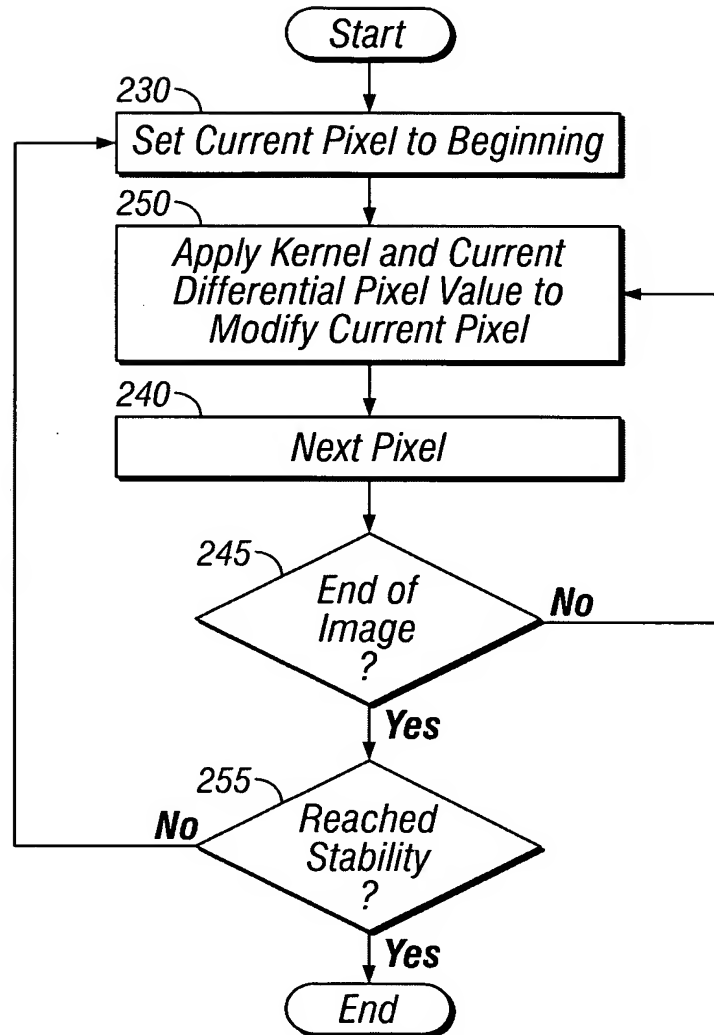 Start
230
Set Current Pixel to Beginning
250
Apply Kernel and Current
Differential Pixel Value to
Modify Current Pixel
240
Next Pixel
245
End of
Image
?
No
Yes
255
No
Reached
Stability
?
Yes
End